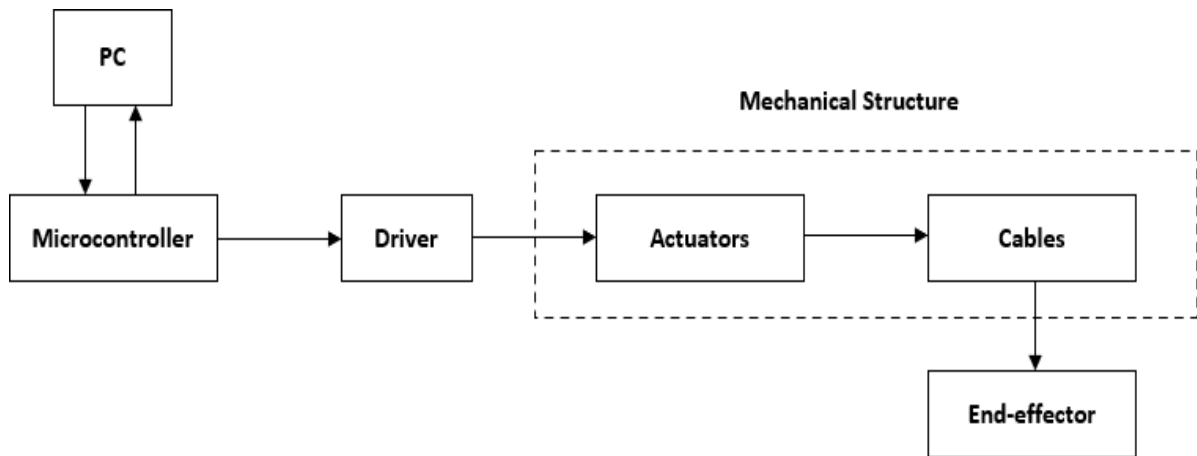 PC
Mechanical Structure
Microcontroller
Driver
Actuators
Cables
End-effector